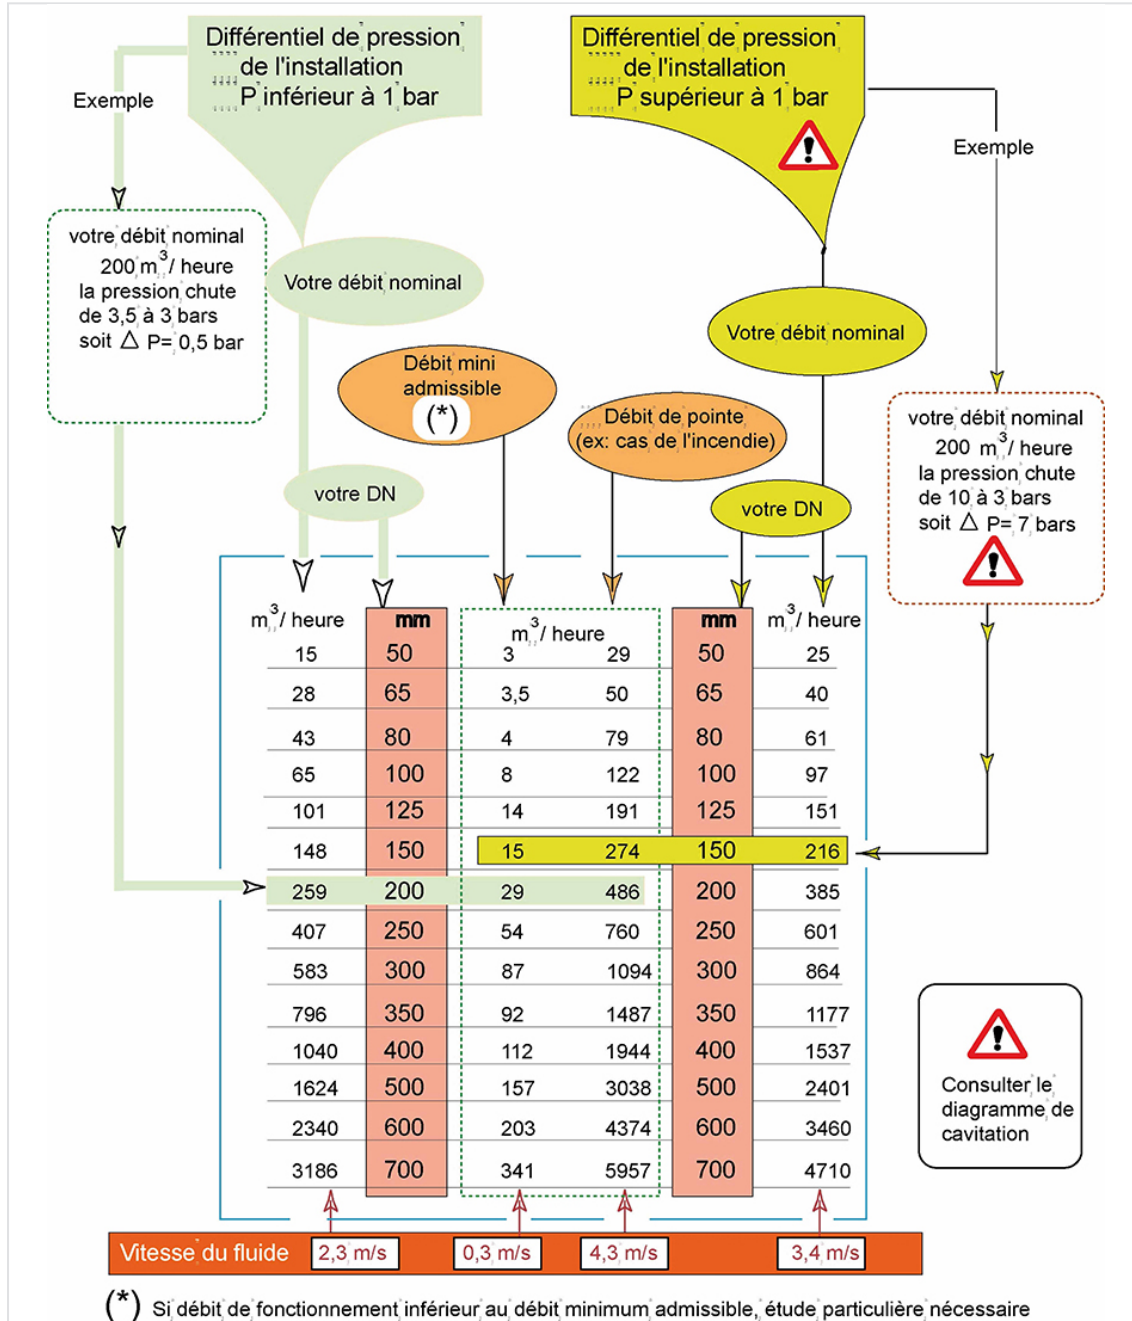 Différentiel de pression
de l'installation
P inférieur à 1 bar
Différentiel de pression
de l'installation
P supérieur à 1 bar
Exemple
Exemple
votre débit nominal
200 m³/ heure
la pression chute
de 3,5 à 3 bars
soit △ P= 0,5 bar
Votre débit nominal
Votre débit nominal
Débit mini
admissible
(*)
Débit de pointe
(ex: cas de l'incendie)
votre débit nominal
200 m³/ heure
la pression chute
de 10 à 3 bars
soit △ P= 7 bars
votre DN
votre DN
m³/ heure mm m³/ heure mm m³/ heure
15 50 3 29 50 25
28 65 3,5 50 65 40
43 80 4 79 80 61
65 100 8 122 100 97
101 125 14 191 125 151
148 150 15 274 150 216
259 200 29 486 200 385
407 250 54 760 250 601
583 300 87 1094 300 864
796 350 92 1487 350 1177
1040 400 112 1944 400 1537
1624 500 157 3038 500 2401
2340 600 203 4374 600 3460
3186 700 341 5957 700 4710
Consulter le
diagramme de
cavitation
Vitesse du fluide 2,3 m/s 0,3 m/s 4,3 m/s 3,4 m/s
(*) Si débit de fonctionnement inférieur au débit minimum admissible, étude particulière nécessaire